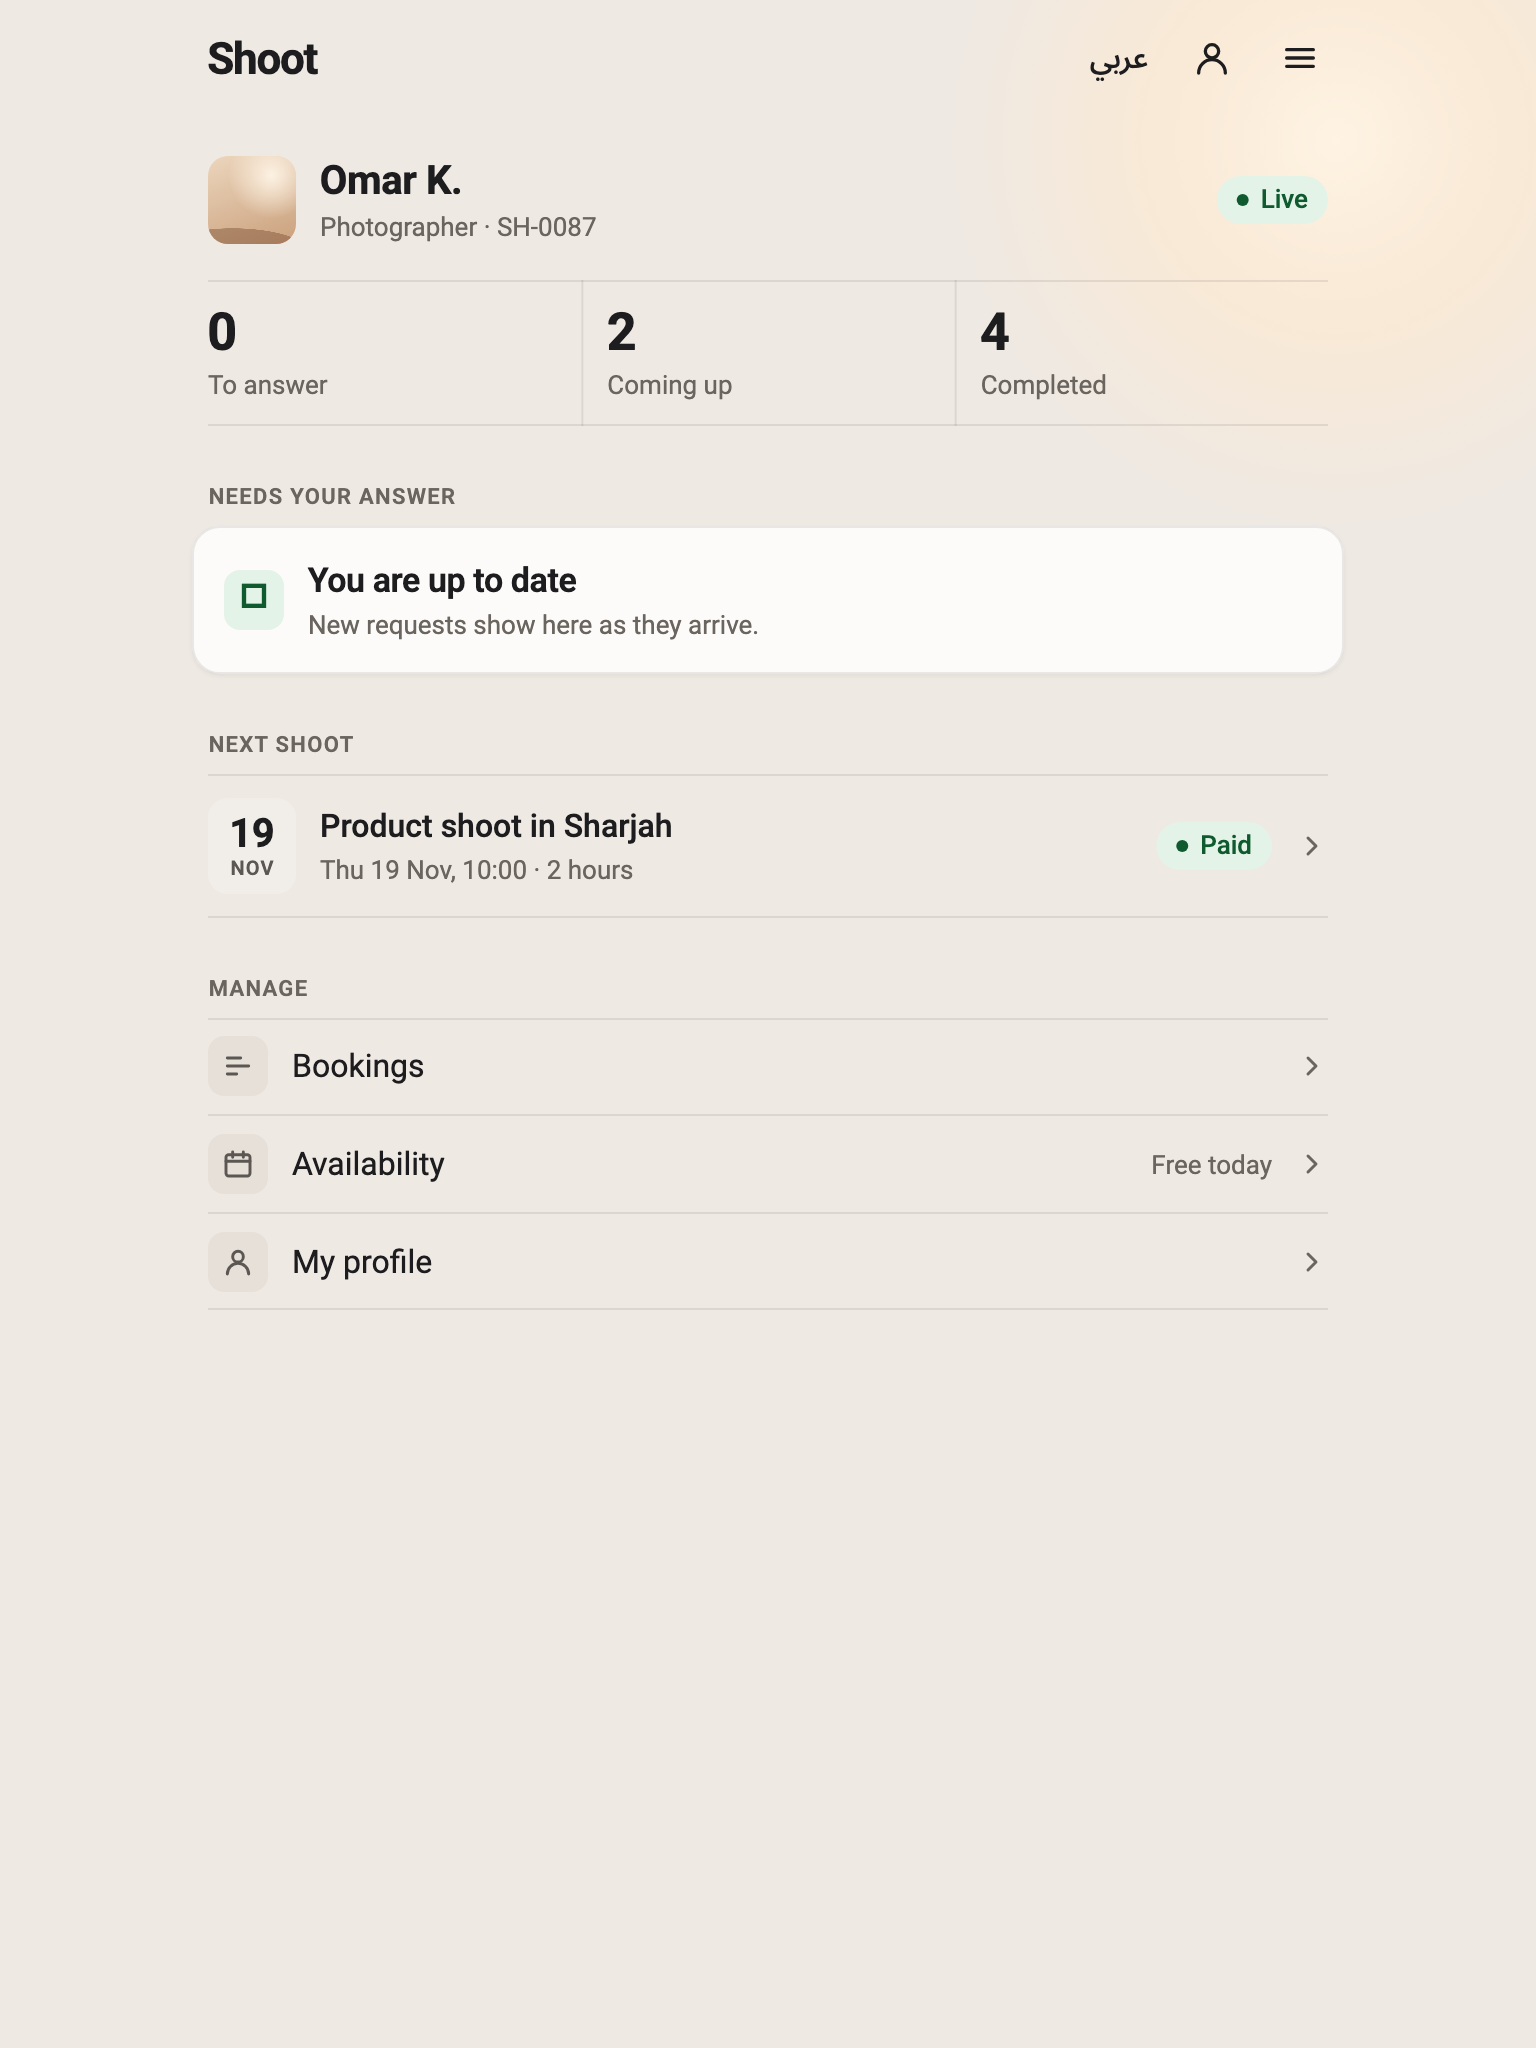 Shoot
عربي
Omar K.
Photographer · SH-0087
Live
0
To answer
2
Coming up
4
Completed
NEEDS YOUR ANSWER
You are up to date
New requests show here as they arrive.
NEXT SHOOT
19
NOV
Product shoot in Sharjah
Thu 19 Nov, 10:00 · 2 hours
Paid
MANAGE
Bookings
Availability
Free today
My profile